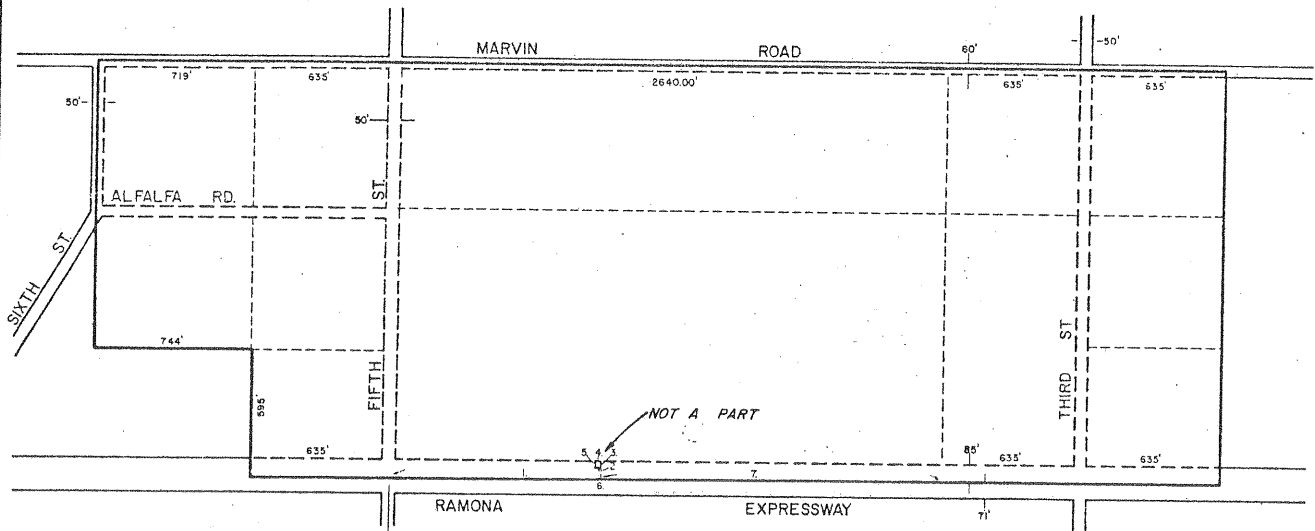 MARVIN ROAD
60'
50'
719'
635'
2640.00'
635'
635'
50'
50'
ALFALFA RD.
ST.
SIXTH ST.
744'
FIFTH
THIRD ST
595'
NOT A PART
635'
5. 4. 3.
85'
635'
635'
1.
7.
6.
RAMONA EXPRESSWAY
71'